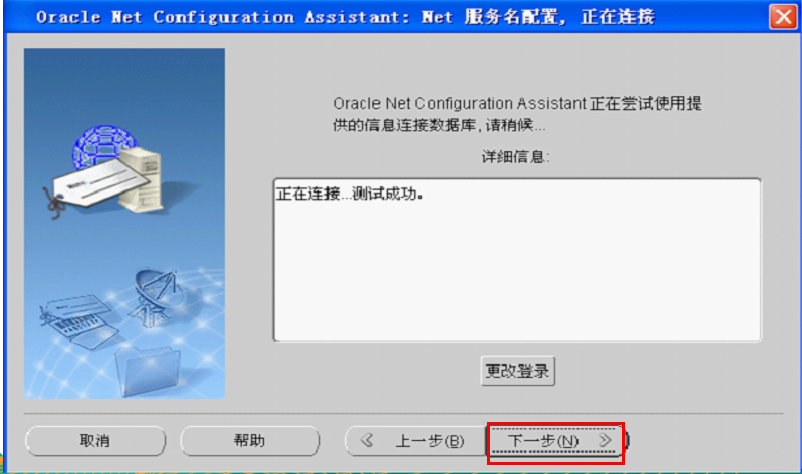 Oracle Net Configuration Assistant: Net 服务名配置, 正在连接
Oracle Net Configuration Assistant 正在尝试使用提
供的信息连接数据库,请稍候...
详细信息:
正在连接...测试成功。
更改登录
取消 帮助 上一步(B) 下一步(N)